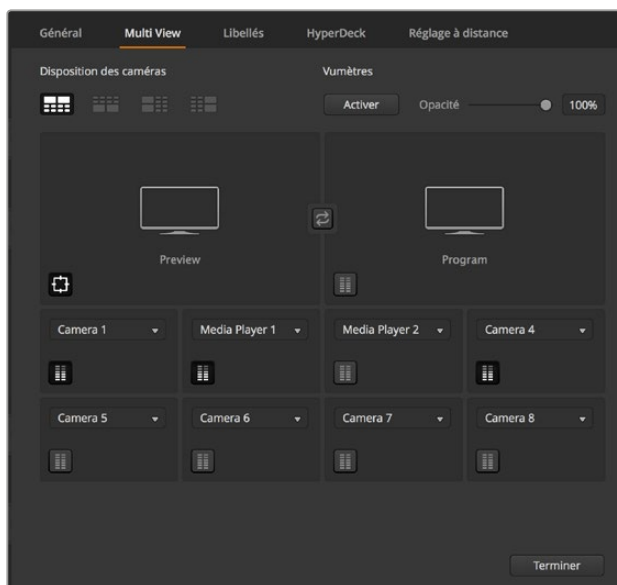 Général Multi View Libellés HyperDeck Réglage à distance
Disposition des caméras Vumètres
Activer Opacité 100%
Preview Program
Camera 1 Media Player 1 Media Player 2 Camera 4
Camera 5 Camera 6 Camera 7 Camera 8
Terminer